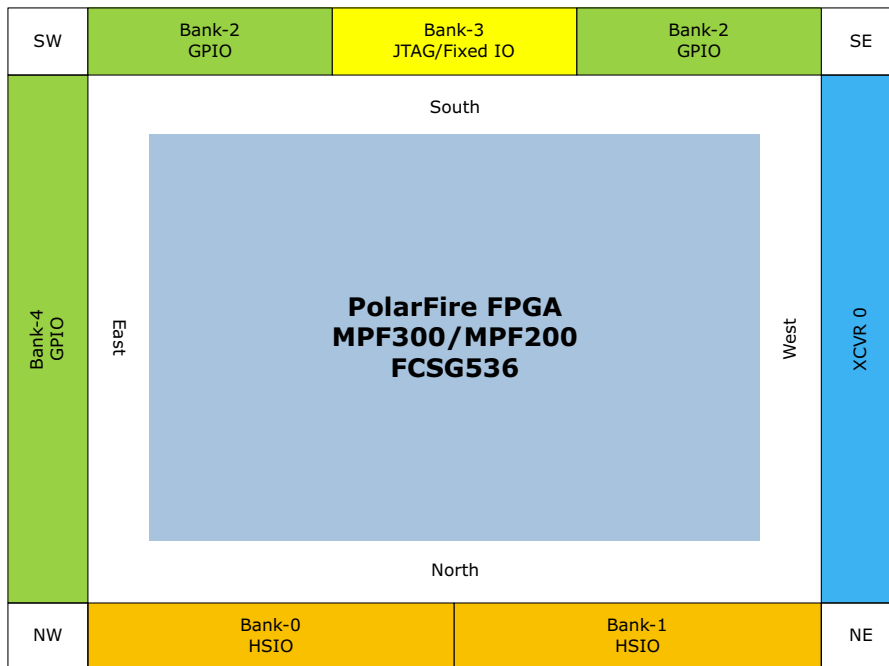 SW
Bank-2
GPIO
Bank-3
JTAG/Fixed IO
Bank-2
GPIO
SE
South
Bank-4
GPIO
East
PolarFire FPGA
MPF300/MPF200
FCSG536
West
XCVR 0
North
NW
Bank-0
HSIO
Bank-1
HSIO
NE